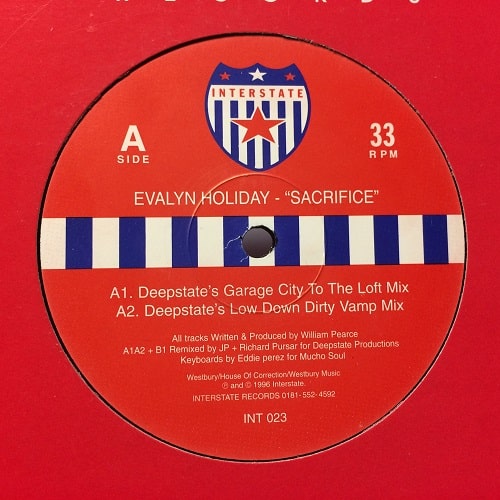 RECORDS
INTERSTATE
A
SIDE
33
RPM
EVALYN HOLIDAY - “SACRIFICE”
A1. Deepstate's Garage City To The Loft Mix
A2. Deepstate's Low Down Dirty Vamp Mix
All tracks Written & Produced by William Pearce
A1A2 + B1 Remixed by JP + Richard Pursar for Deepstate Productions
Keyboards by Eddie perez for Mucho Soul
Westbury/House Of Correction/Westbury Music
℗ and © 1996 Interstate.
INTERSTATE RECORDS 0181- 552- 4592
INT 023